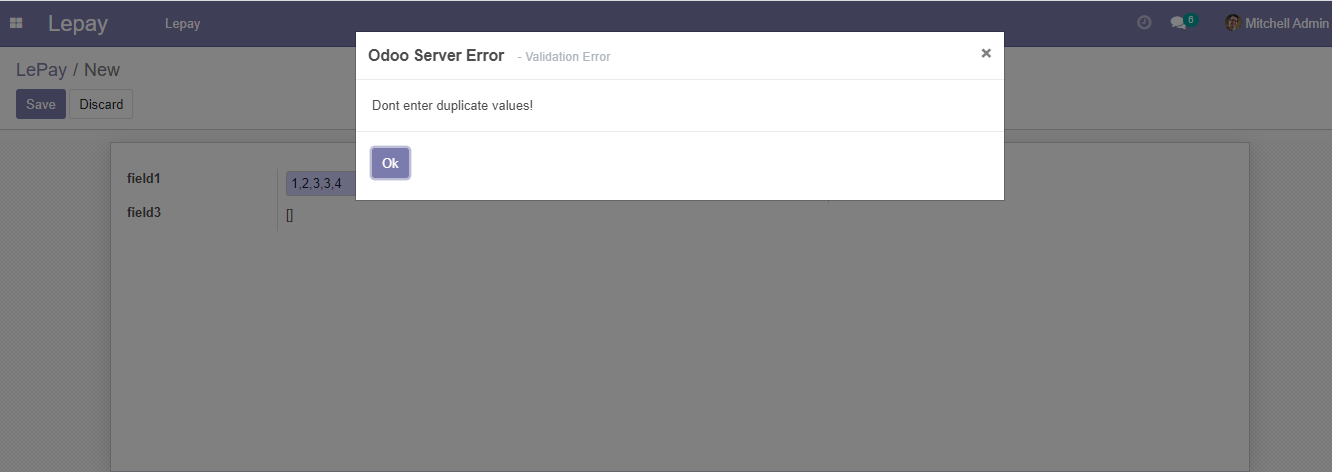 Lepay Lepay 6 Mitchell Admin
Odoo Server Error - Validation Error ×
LePay / New
Save Discard
Dont enter duplicate values!
Ok
field1 1,2,3,3,4
field3 []